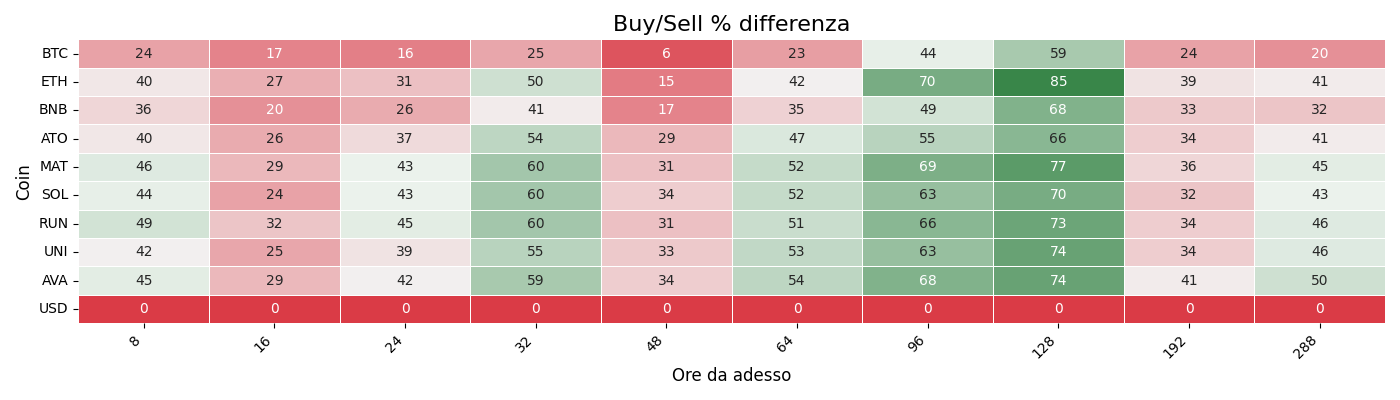 Buy/Sell % differenza
Coin
BTC 24 17 16 25 6 23 44 59 24 20
ETH 40 27 31 50 15 42 70 85 39 41
BNB 36 20 26 41 17 35 49 68 33 32
ATO 40 26 37 54 29 47 55 66 34 41
MAT 46 29 43 60 31 52 69 77 36 45
SOL 44 24 43 60 34 52 63 70 32 43
RUN 49 32 45 60 31 51 66 73 34 46
UNI 42 25 39 55 33 53 63 74 34 46
AVA 45 29 42 59 34 54 68 74 41 50
USD 0 0 0 0 0 0 0 0 0 0
8 16 24 32 48 64 96 128 192 288
Ore da adesso